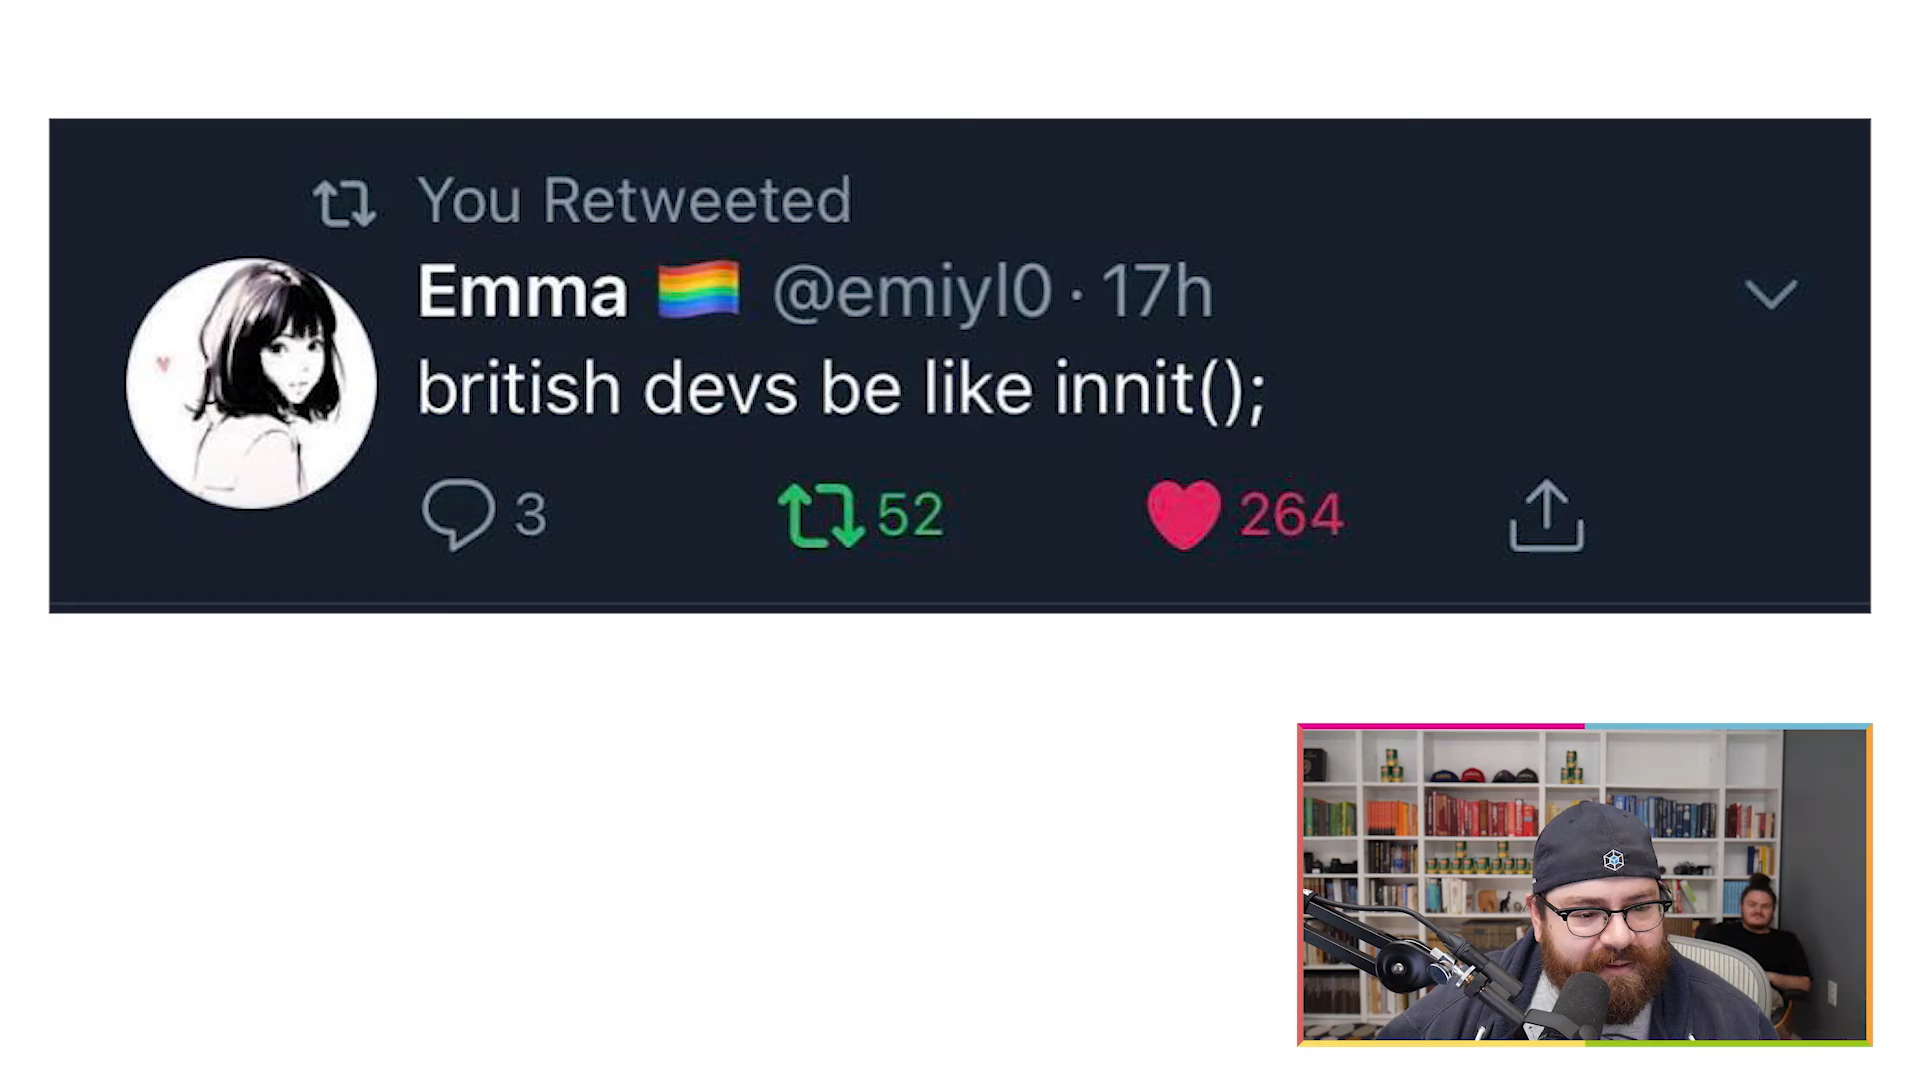 You Retweeted
Emma 🏳️‍🌈 @emiyl0 · 17h
british devs be like innit();
3 52 264